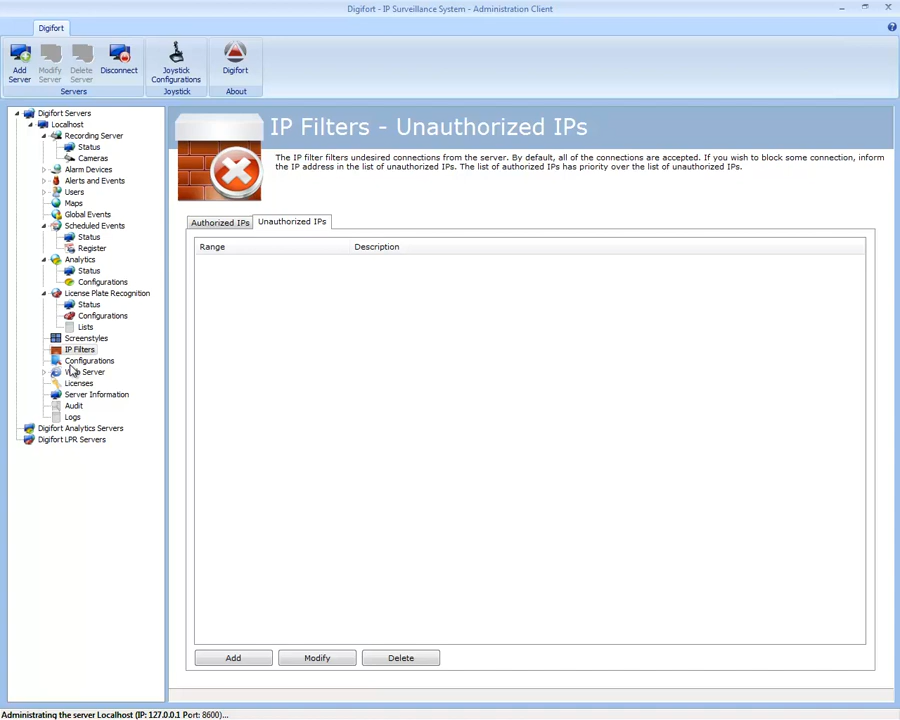 Digifort - IP Surveillance System - Administration Client
Digifort
Add Server
Modify Server
Delete Server
Disconnect
Servers
Joystick Configurations
Joystick
Digifort
About
Digifort Servers
Localhost
Recording Server
Status
Cameras
Alarm Devices
Alerts and Events
Users
Maps
Global Events
Scheduled Events
Status
Register
Analytics
Status
Configurations
License Plate Recognition
Status
Configurations
Lists
Screenstyles
IP Filters
Configurations
Web Server
Licenses
Server Information
Audit
Logs
Digifort Analytics Servers
Digifort LPR Servers
IP Filters - Unauthorized IPs
The IP filter filters undesired connections from the server. By default, all of the connections are accepted. If you wish to block some connection, inform
the IP address in the list of unauthorized IPs. The list of authorized IPs has priority over the list of unauthorized IPs.
Authorized IPs
Unauthorized IPs
Range
Description
Add
Modify
Delete
Administrating the server Localhost (IP: 127.0.0.1 Port: 8600)...